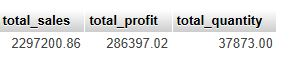 total_sales total_profit total_quantity
2297200.86 286397.02 37873.00